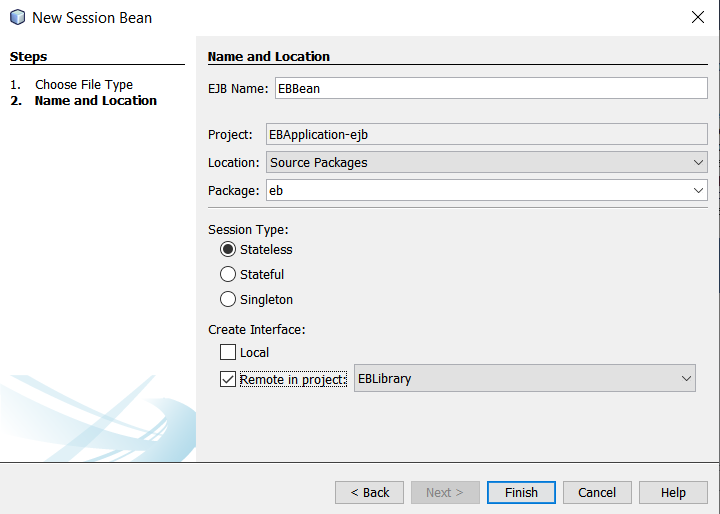 New Session Bean
Steps
1. Choose File Type
2. Name and Location
Name and Location
EJB Name: EBBean
Project: EBApplication-ejb
Location: Source Packages
Package: eb
Session Type:
Stateless
Stateful
Singleton
Create Interface:
Local
Remote in project: EBLibrary
< Back Next > Finish Cancel Help